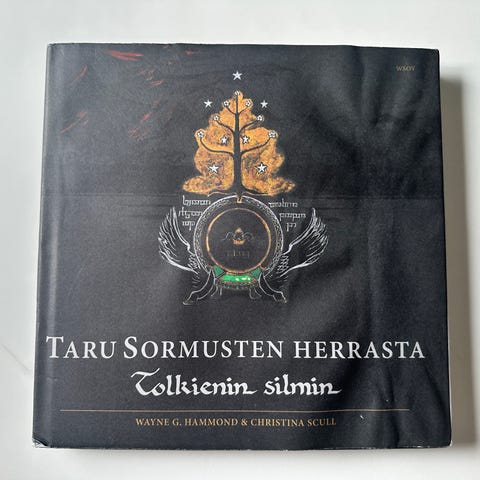 WSOY
TARU SORMUSTEN HERRASTA
Tolkienin silmin
WAYNE G. HAMMOND & CHRISTINA SCULL